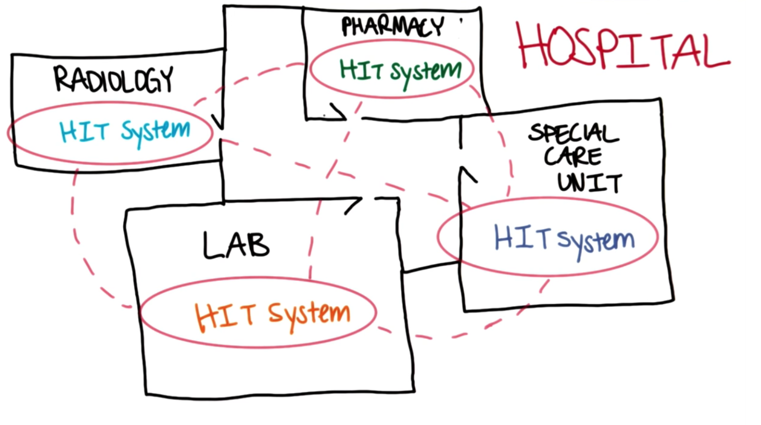 PHARMACY
HIT System
HOSPITAL
RADIOLOGY
HIT System
SPECIAL
CARE
UNIT
HIT System
LAB
HIT System